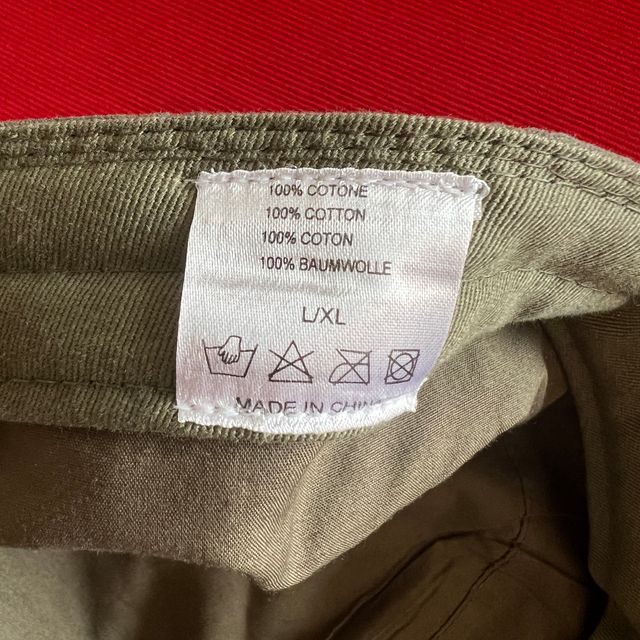 100% COTONE
100% COTTON
100% COTON
100% BAUMWOLLE
L/XL
MADE IN CHINA